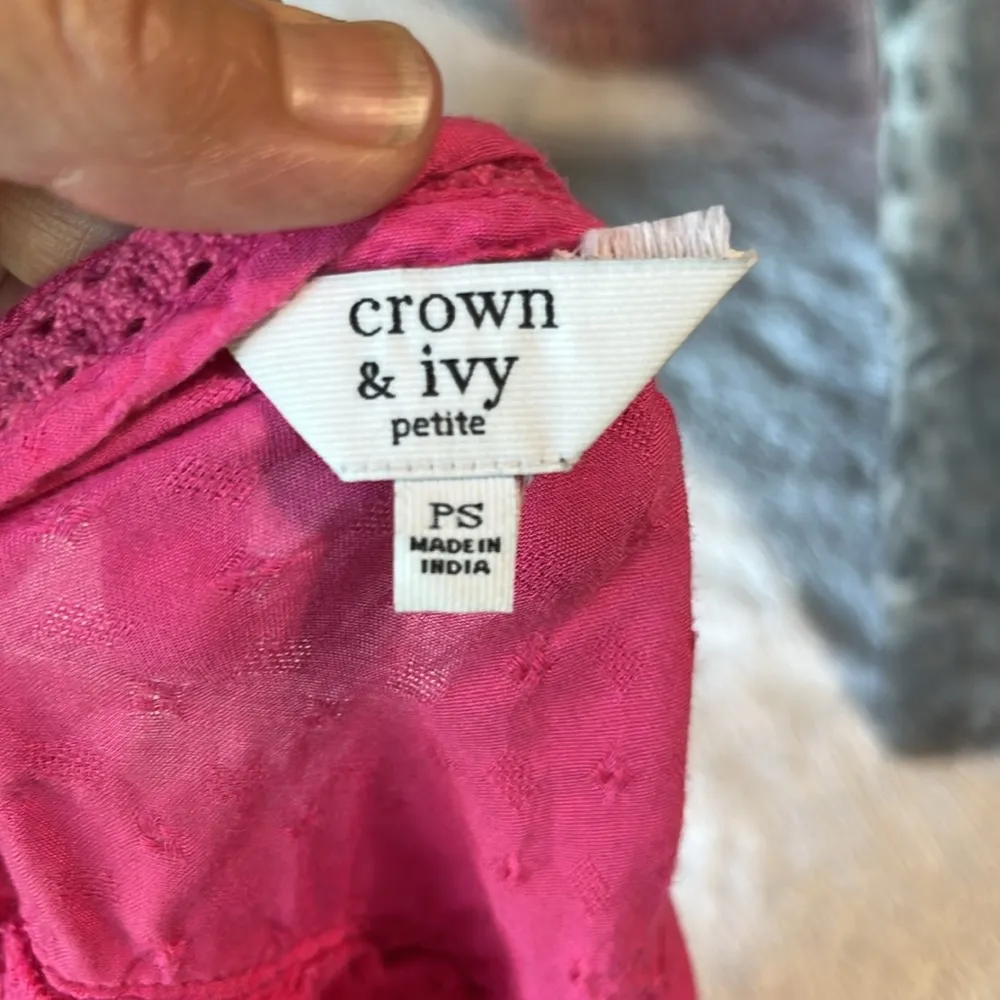 crown
& ivy
petite
PS
MADE IN
INDIA